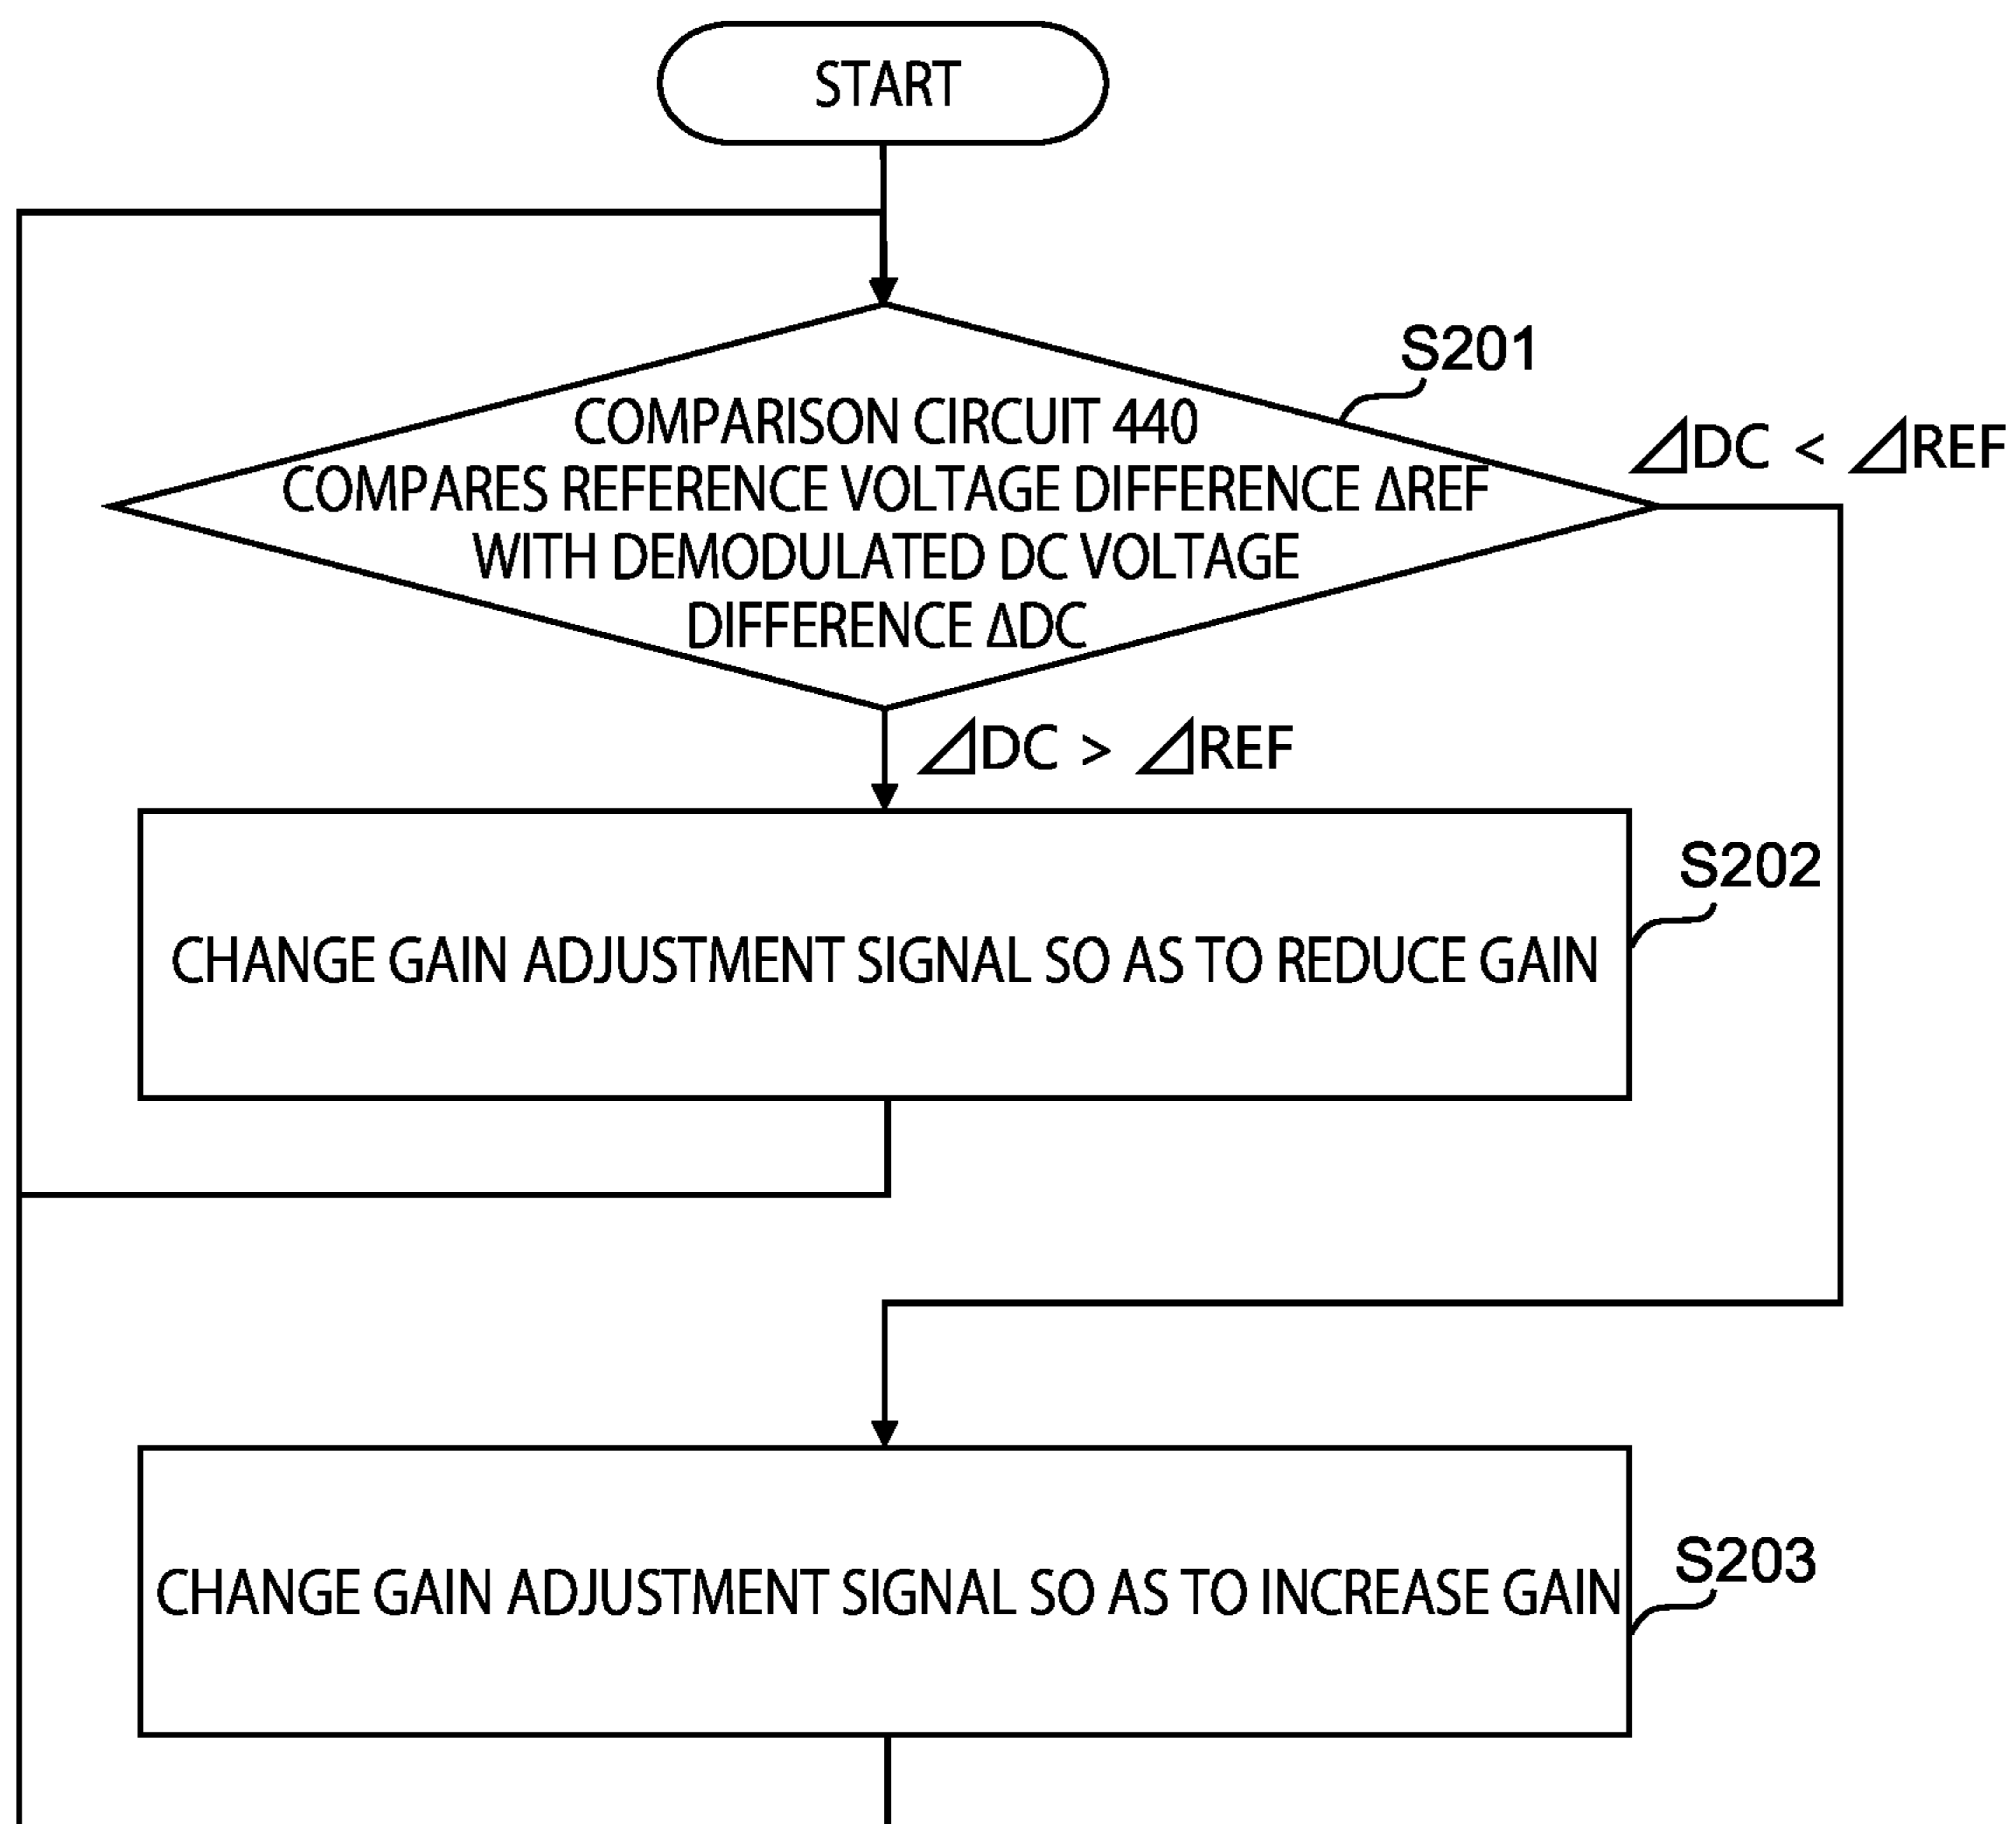 START
S201
COMPARISON CIRCUIT 440
COMPARES REFERENCE VOLTAGE DIFFERENCE ΔREF
WITH DEMODULATED DC VOLTAGE
DIFFERENCE ΔDC
⊿DC < ⊿REF
⊿DC > ⊿REF
S202
CHANGE GAIN ADJUSTMENT SIGNAL SO AS TO REDUCE GAIN
S203
CHANGE GAIN ADJUSTMENT SIGNAL SO AS TO INCREASE GAIN